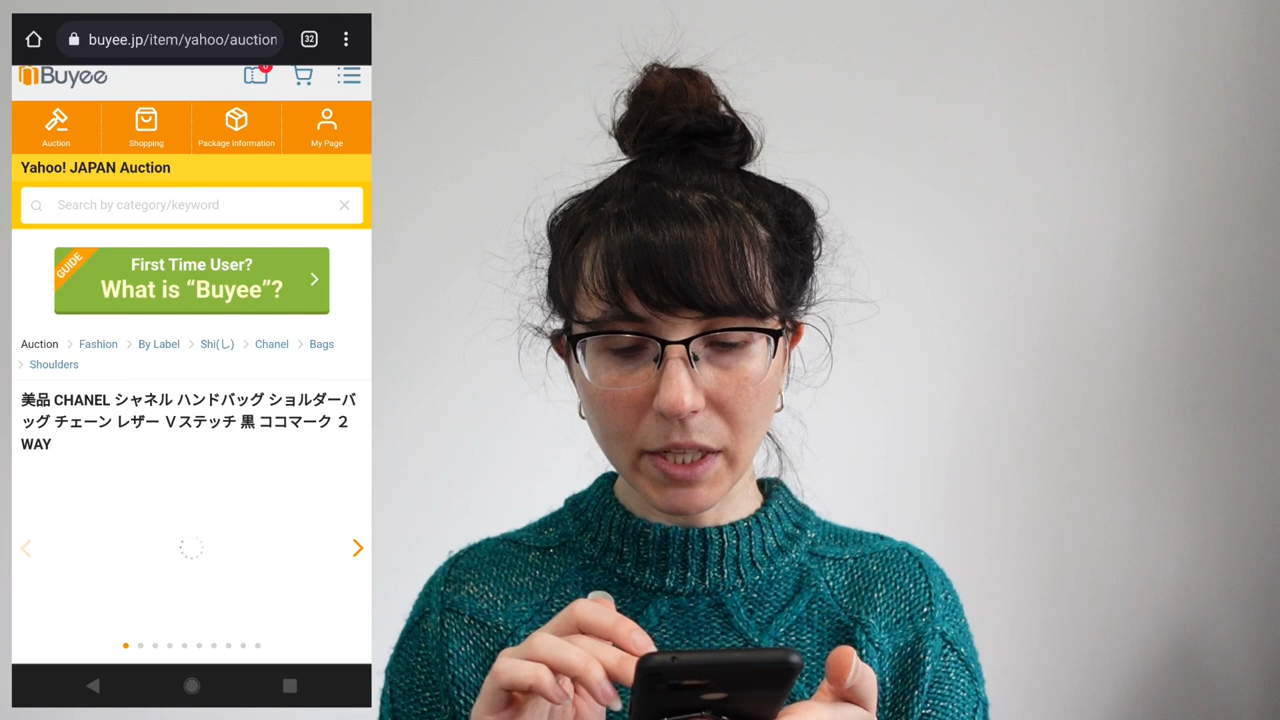 32
buyee.jp/item/yahoo/auction
Buyee
Auction
Shopping
Package Information
My Page
Yahoo! JAPAN Auction
Search by category/keyword
GUIDE
First Time User?
What is “Buyee”?
Auction > Fashion > By Label > Shi(し) > Chanel > Bags
> Shoulders
美品 CHANEL シャネル ハンドバッグ ショルダーバ
ッグ チェーン レザー Ｖステッチ 黒 ココマーク ２
WAY